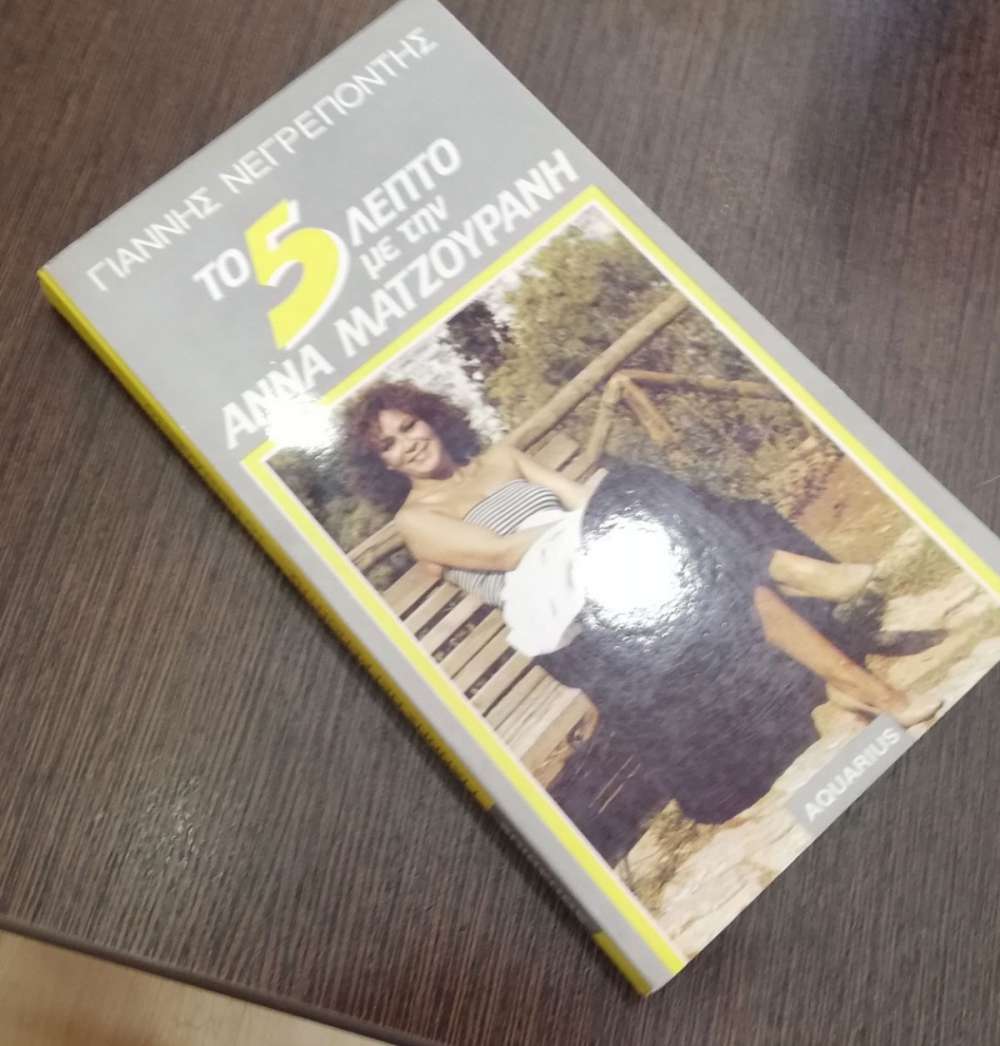 ΓΙΑΝΝΗΣ ΝΕΓΡΕΠΟΝΤΗΣ
ΤΟ 5 ΛΕΠΤΟ
με την
ΑΝΝΑ ΜΑΤΖΟΥΡΑΝΗ
AQUARIUS